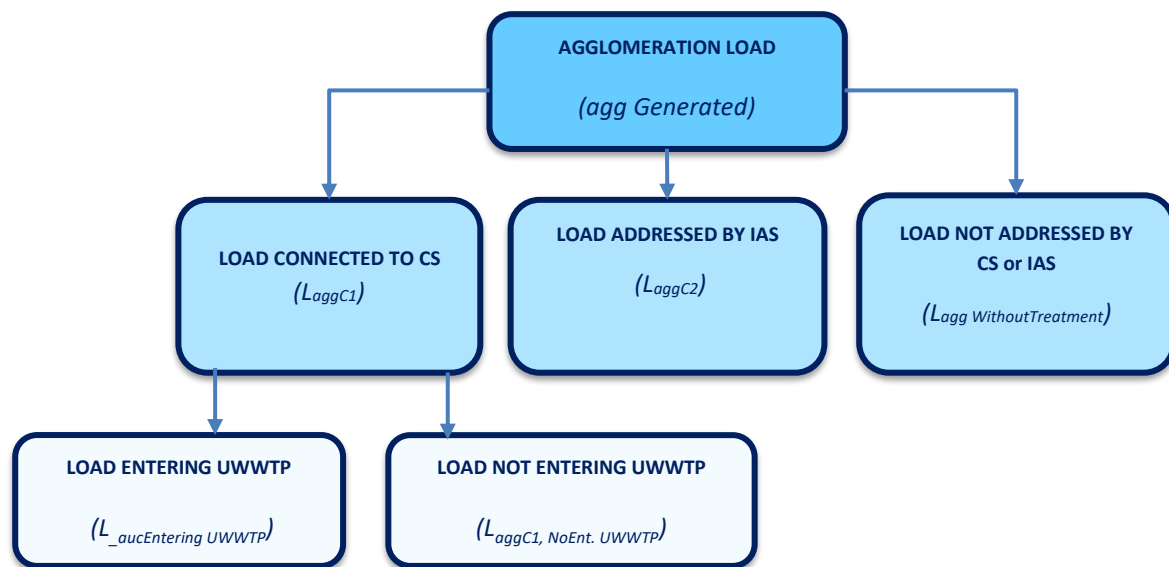 AGGLOMERATION LOAD
(agg Generated)
LOAD CONNECTED TO CS
(LaggC1)
LOAD ADDRESSED BY IAS
(LaggC2)
LOAD NOT ADDRESSED BY
CS or IAS
(Lagg WithoutTreatment)
LOAD ENTERING UWWTP
(L_aucEntering UWWTP)
LOAD NOT ENTERING UWWTP
(LaggC1, NoEnt. UWWTP)